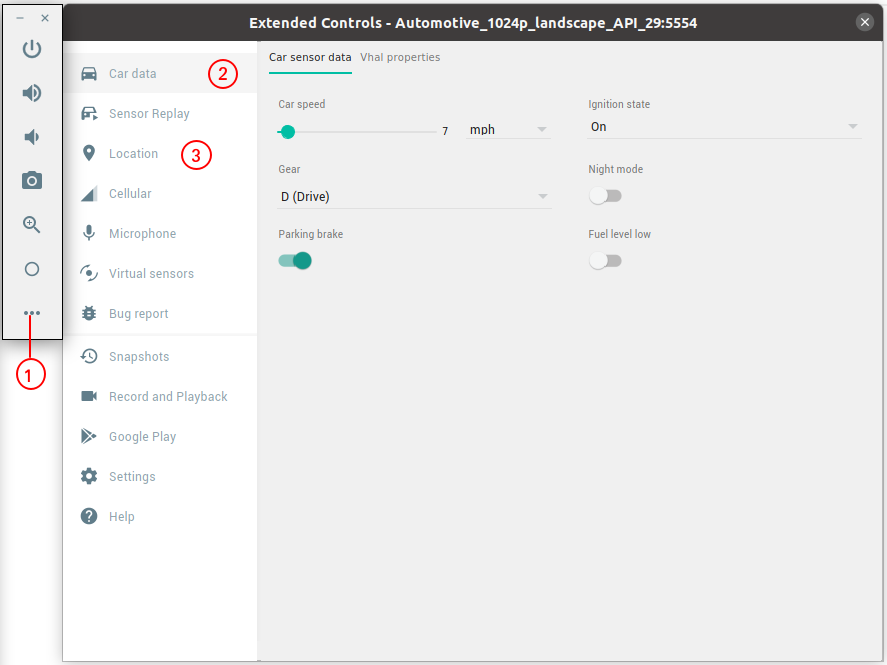 Extended Controls - Automotive_1024p_landscape_API_29:5554
Car data
2
Sensor Replay
Location
3
Cellular
Microphone
Virtual sensors
Bug report
1
Snapshots
Record and Playback
Google Play
Settings
Help
Car sensor data Vhal properties
Car speed
7 mph
Ignition state
On
Gear
D (Drive)
Night mode
Parking brake
Fuel level low